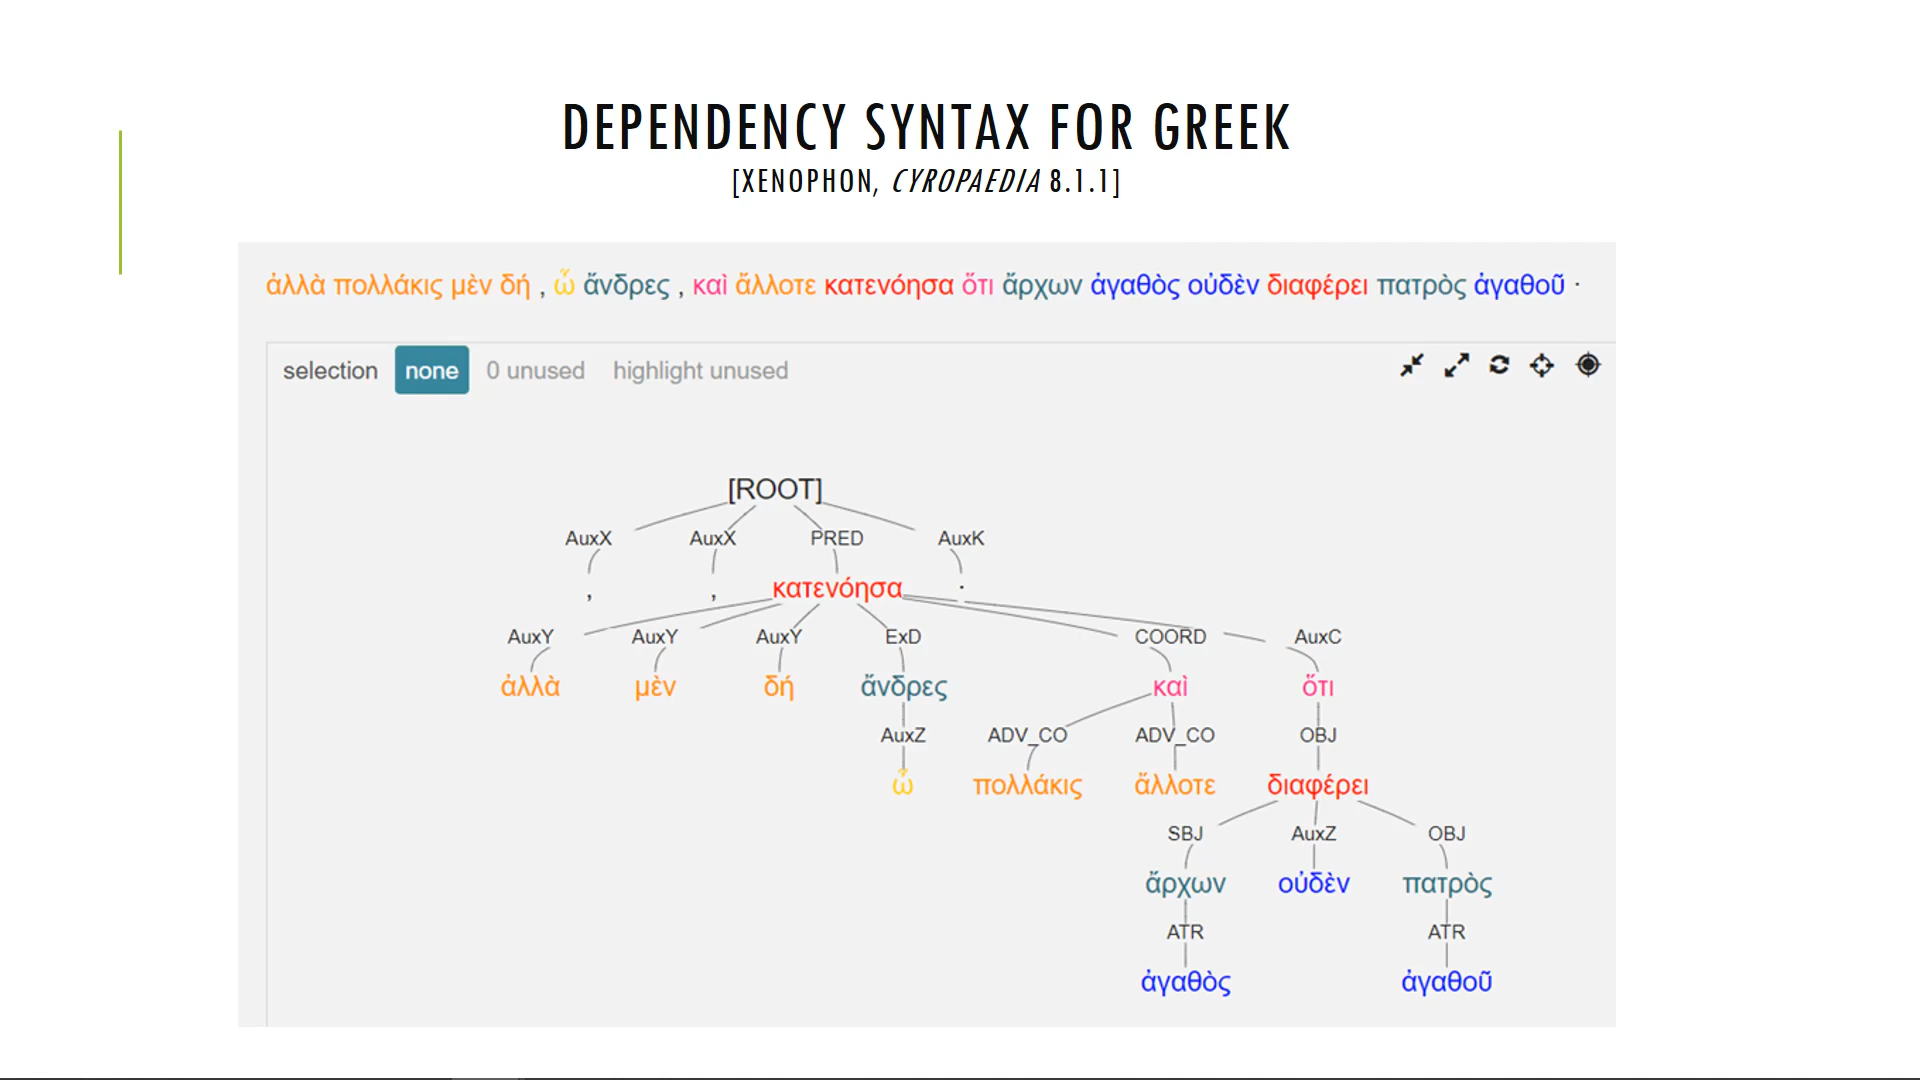 DEPENDENCY SYNTAX FOR GREEK
[XENOPHON, CYROPAEDIA 8.1.1]
ἀλλὰ πολλάκις μὲν δή , ὦ ἄνδρες , καὶ ἄλλοτε κατενόησα ὅτι ἄρχων ἀγαθὸς οὐδὲν διαφέρει πατρὸς ἀγαθοῦ ·
selection none 0 unused highlight unused
[ROOT]
AuxX AuxX PRED AuxK
, , κατενόησα ·
AuxY AuxY AuxY ExD COORD AuxC
ἀλλὰ μὲν δή ἄνδρες καὶ ὅτι
AuxZ ADV_CO ADV_CO OBJ
ὦ πολλάκις ἄλλοτε διαφέρει
SBJ AuxZ OBJ
ἄρχων οὐδὲν πατρὸς
ATR ATR
ἀγαθὸς ἀγαθοῦ